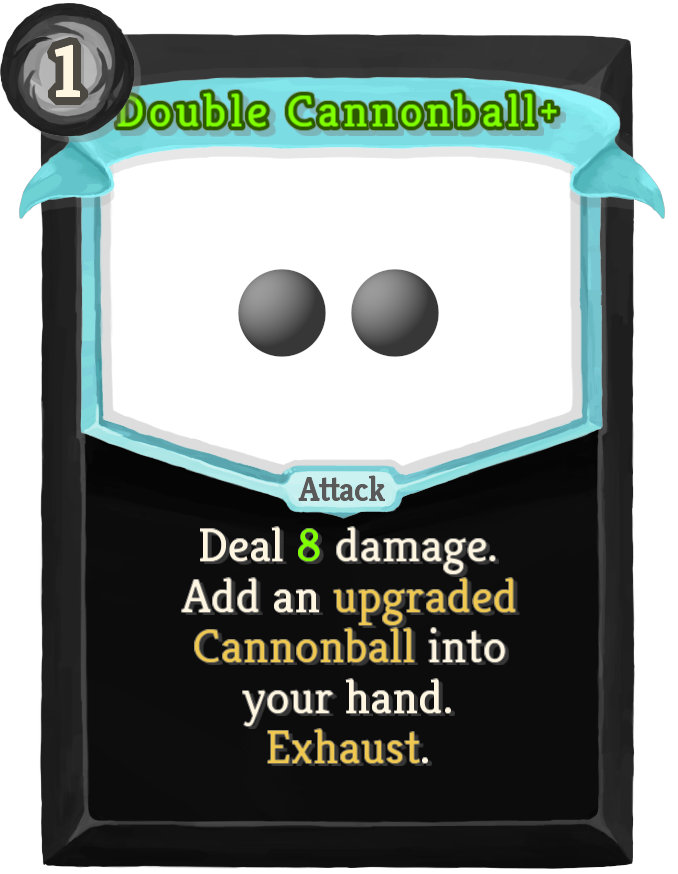 1
Double Cannonball+
Attack
Deal 8 damage.
Add an upgraded
Cannonball into
your hand.
Exhaust.